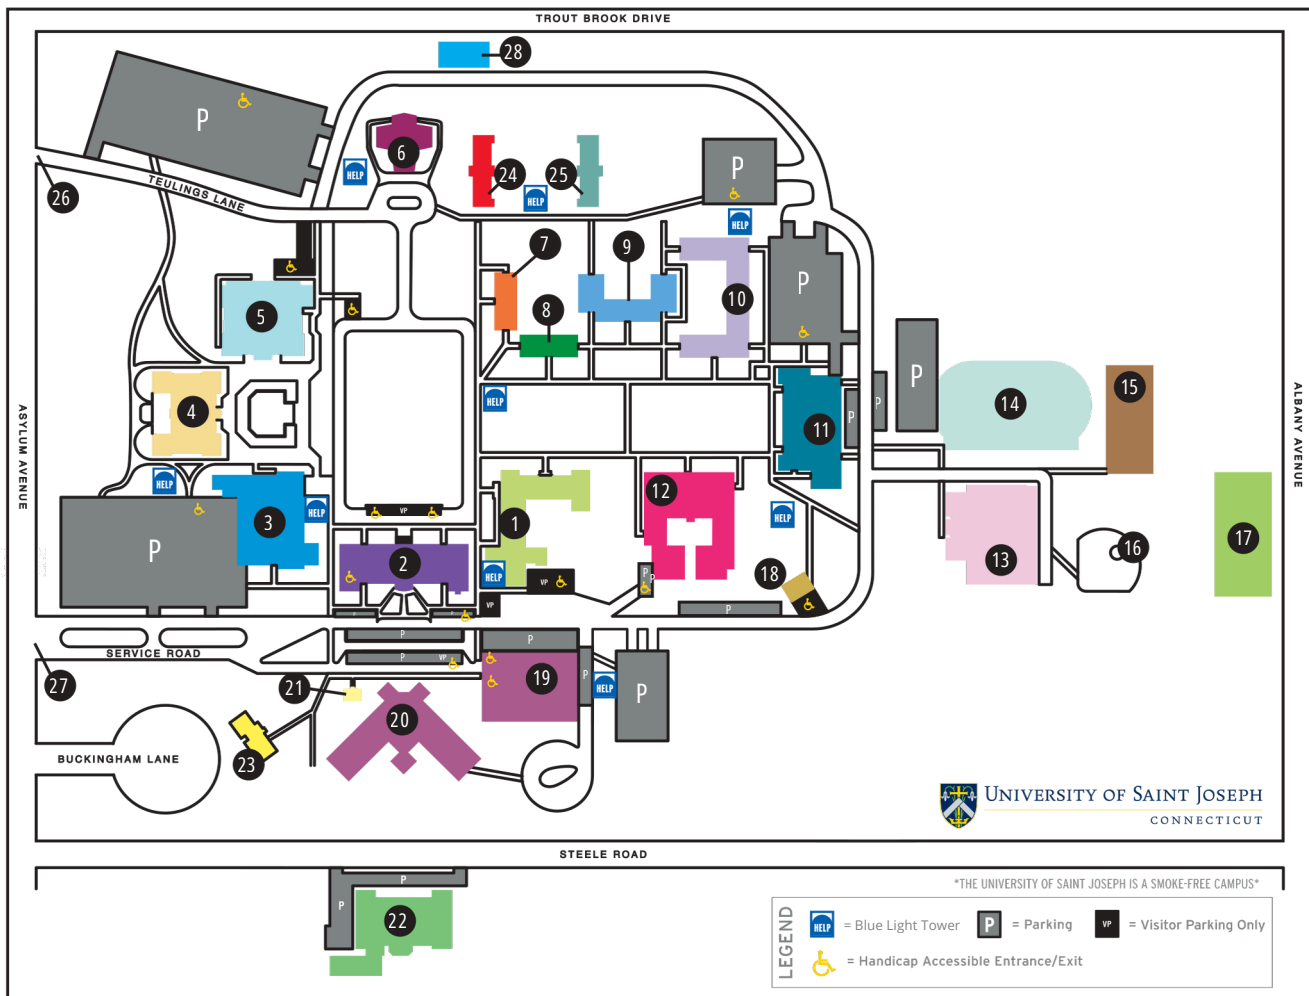 TROUT BROOK DRIVE
28
P
6
HELP
24
25
HELP
P
26
TEULINGS LANE
HELP
7
9
8
10
P
5
P
14
15
ASYLUM AVENUE
ALBANY AVENUE
4
HELP
11
P
P
HELP
3
HELP
VP
1
12
HELP
17
P
2
16
13
HELP
VP
P
P
18
VP
P
P
P
SERVICE ROAD
P
VP
19
P
HELP
P
27
21
20
23
BUCKINGHAM LANE
UNIVERSITY OF SAINT JOSEPH
CONNECTICUT
STEELE ROAD
P
P
22
*THE UNIVERSITY OF SAINT JOSEPH IS A SMOKE-FREE CAMPUS*
LEGEND
HELP = Blue Light Tower P = Parking VP = Visitor Parking Only
= Handicap Accessible Entrance/Exit